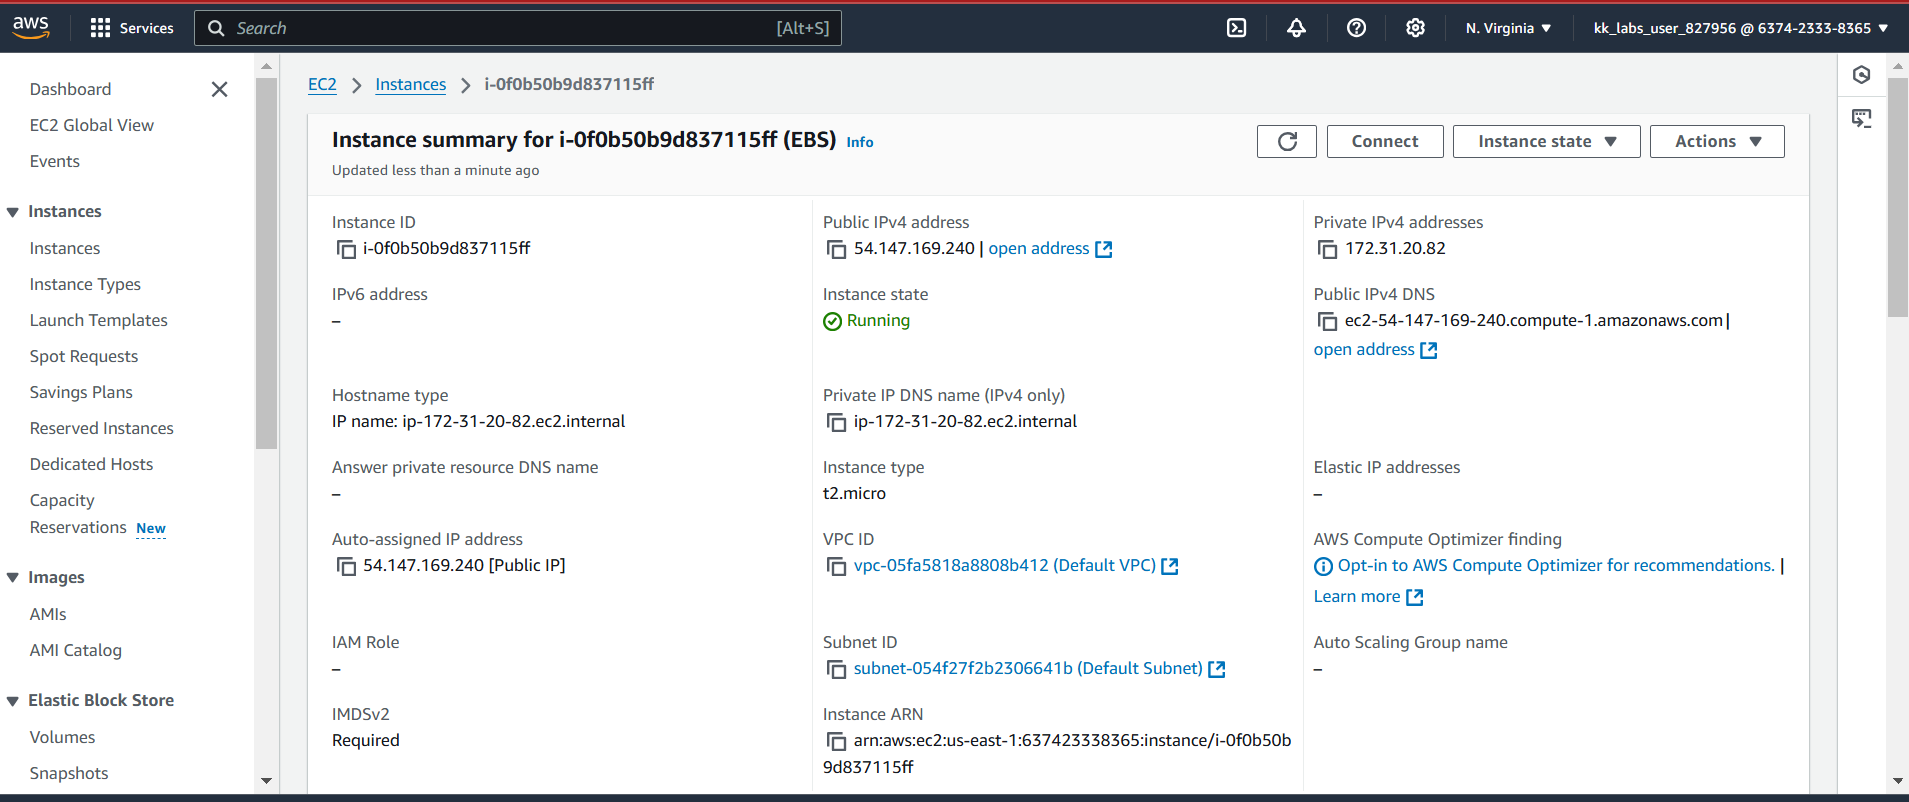 aws
Services
Search
[Alt+S]
N. Virginia
kk_labs_user_827956 @ 6374-2333-8365
Dashboard
EC2 Global View
Events
Instances
Instances
Instance Types
Launch Templates
Spot Requests
Savings Plans
Reserved Instances
Dedicated Hosts
Capacity
Reservations New
Images
AMIs
AMI Catalog
Elastic Block Store
Volumes
Snapshots
EC2 > Instances > i-0f0b50b9d837115ff
Instance summary for i-0f0b50b9d837115ff (EBS) Info
Updated less than a minute ago
Connect
Instance state
Actions
Instance ID
i-0f0b50b9d837115ff
Public IPv4 address
54.147.169.240 | open address
Private IPv4 addresses
172.31.20.82
IPv6 address
–
Instance state
Running
Public IPv4 DNS
ec2-54-147-169-240.compute-1.amazonaws.com |
open address
Hostname type
IP name: ip-172-31-20-82.ec2.internal
Private IP DNS name (IPv4 only)
ip-172-31-20-82.ec2.internal
Answer private resource DNS name
–
Instance type
t2.micro
Elastic IP addresses
–
Auto-assigned IP address
54.147.169.240 [Public IP]
VPC ID
vpc-05fa5818a8808b412 (Default VPC)
AWS Compute Optimizer finding
Opt-in to AWS Compute Optimizer for recommendations. |
Learn more
IAM Role
–
Subnet ID
subnet-054f27f2b2306641b (Default Subnet)
Auto Scaling Group name
–
IMDSv2
Required
Instance ARN
arn:aws:ec2:us-east-1:637423338365:instance/i-0f0b50b
9d837115ff